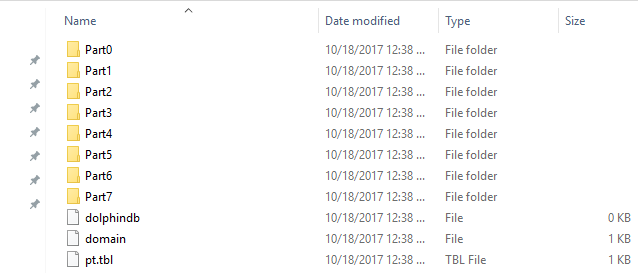 Name Date modified Type Size
Part0 10/18/2017 12:38 ... File folder
Part1 10/18/2017 12:38 ... File folder
Part2 10/18/2017 12:38 ... File folder
Part3 10/18/2017 12:38 ... File folder
Part4 10/18/2017 12:38 ... File folder
Part5 10/18/2017 12:38 ... File folder
Part6 10/18/2017 12:38 ... File folder
Part7 10/18/2017 12:38 ... File folder
dolphindb 10/18/2017 12:38 ... File 0 KB
domain 10/18/2017 12:38 ... File 1 KB
pt.tbl 10/18/2017 12:38 ... TBL File 1 KB